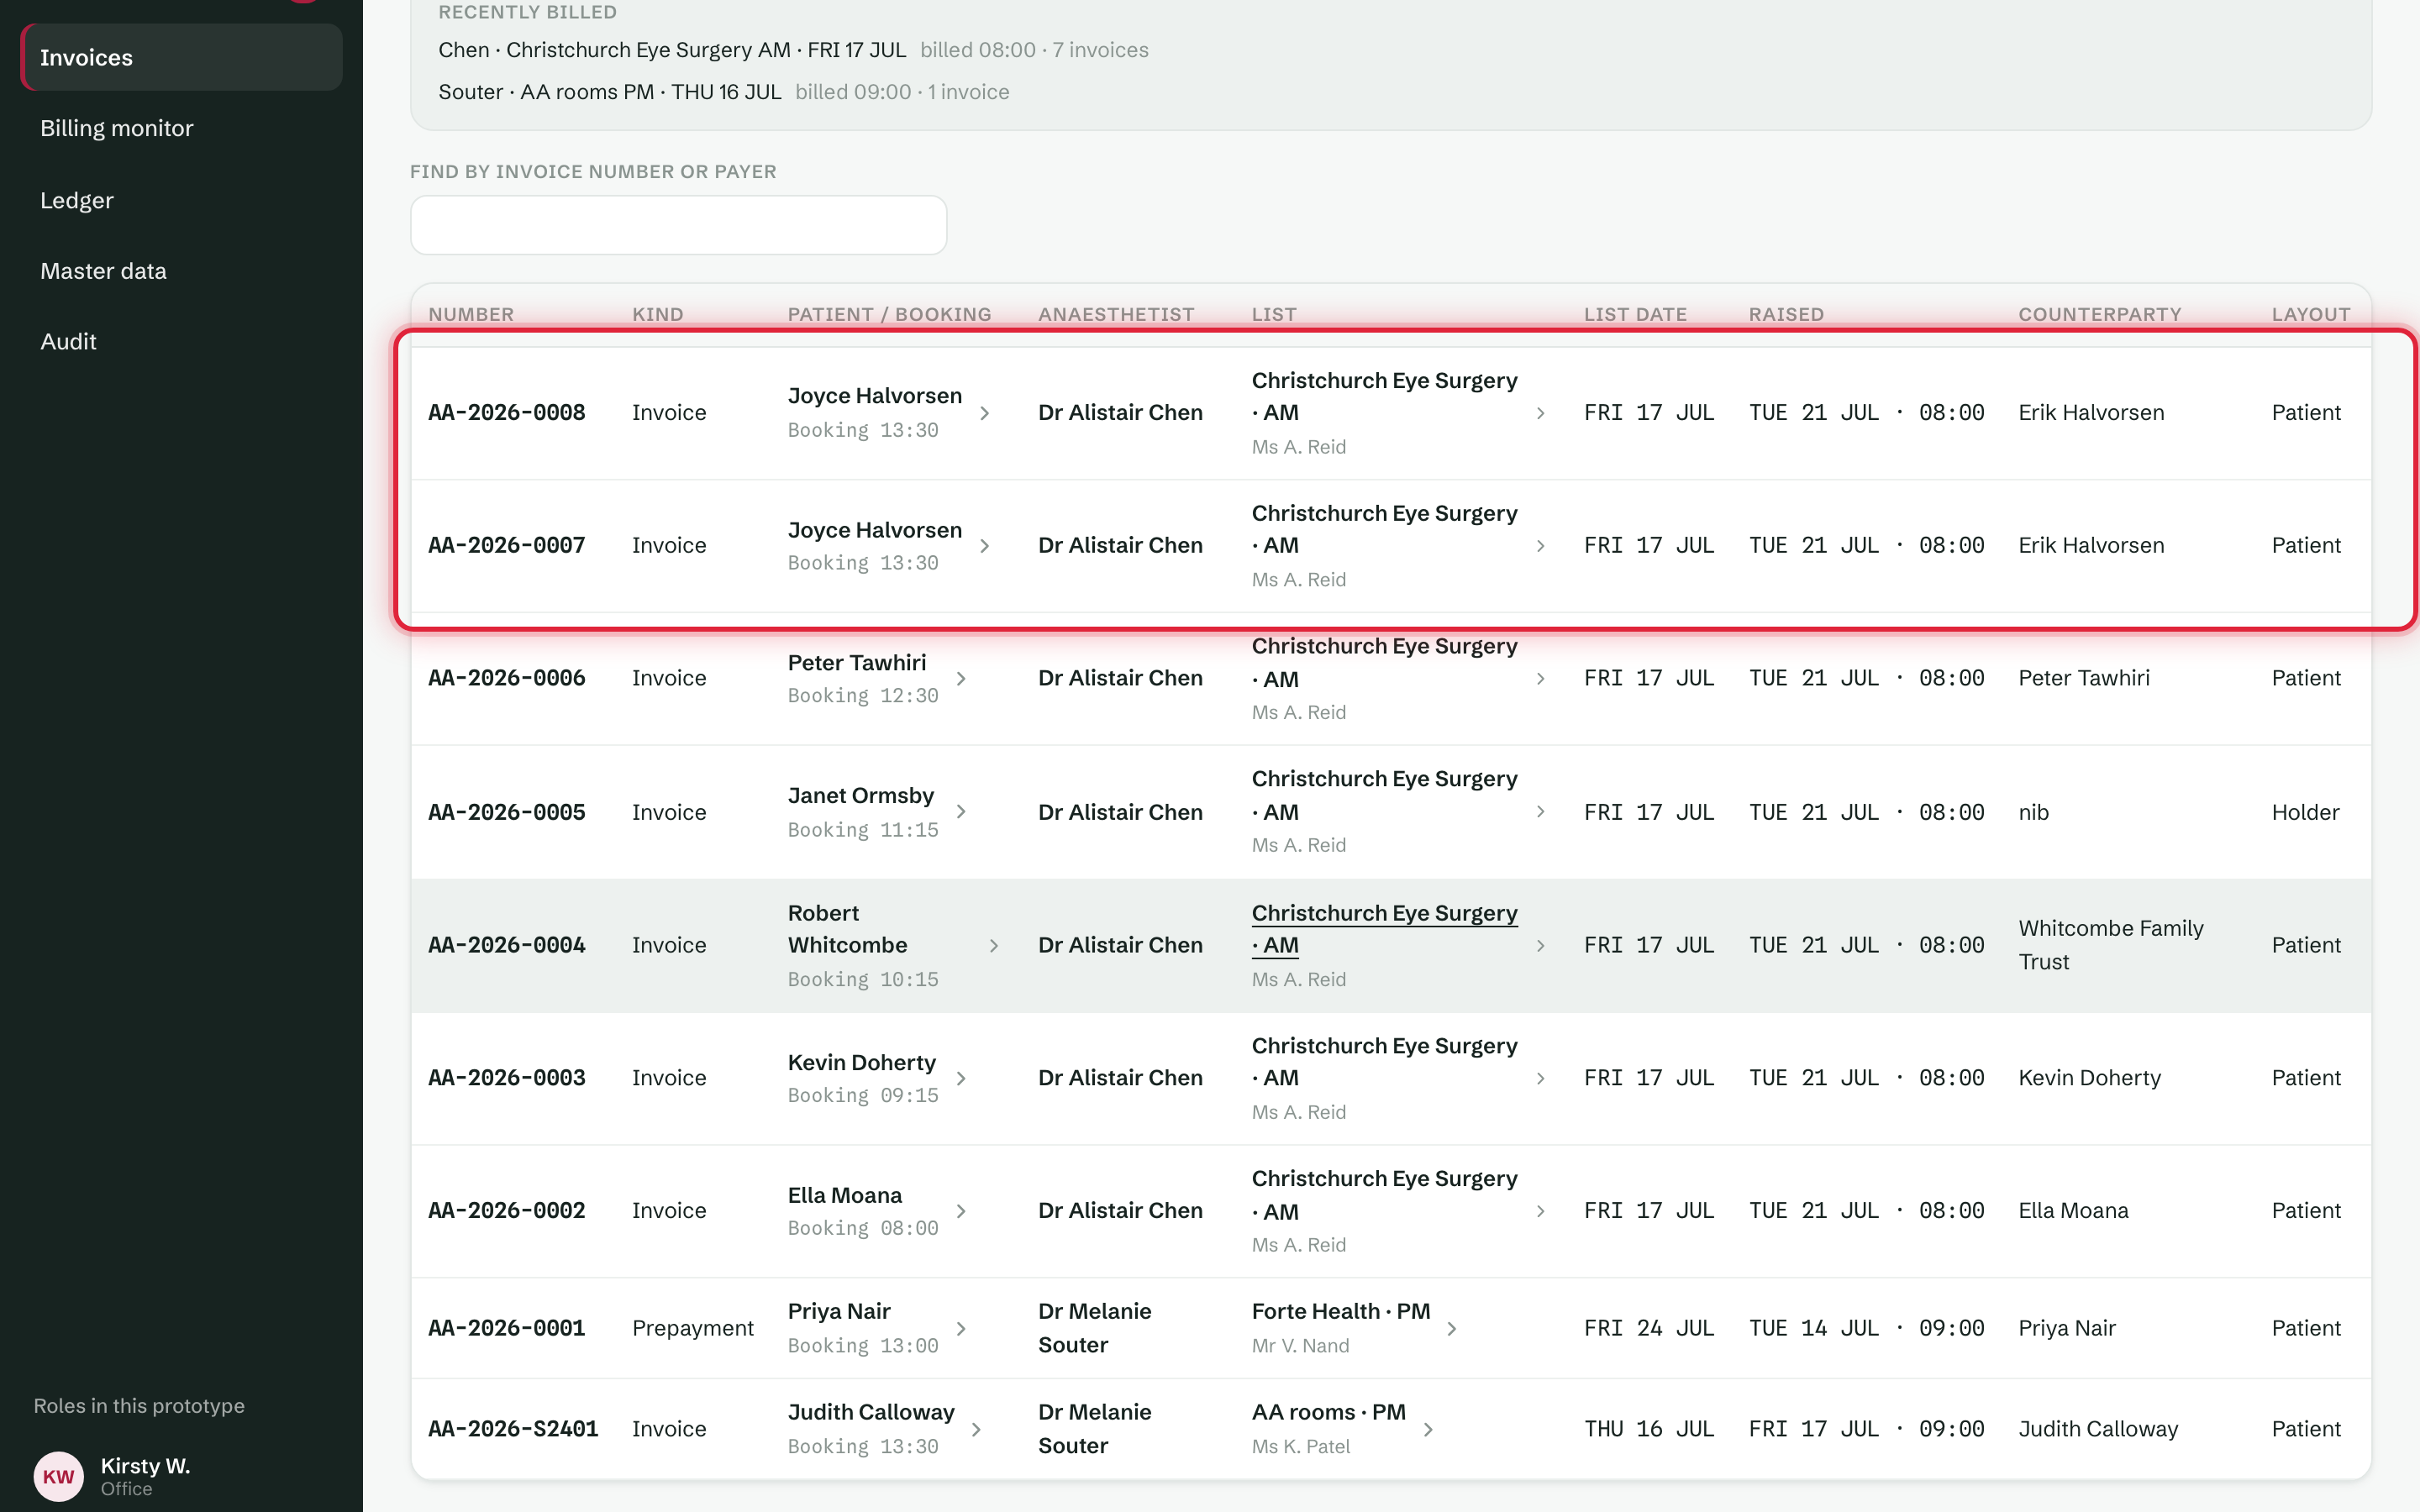 Invoices
Billing monitor
Ledger
Master data
Audit
Roles in this prototype
KW
Kirsty W.
Office
RECENTLY BILLED
Chen · Christchurch Eye Surgery AM · FRI 17 JUL billed 08:00 · 7 invoices
Souter · AA rooms PM · THU 16 JUL billed 09:00 · 1 invoice
FIND BY INVOICE NUMBER OR PAYER
NUMBER KIND PATIENT / BOOKING ANAESTHETIST LIST LIST DATE RAISED COUNTERPARTY LAYOUT
AA-2026-0008 Invoice Joyce Halvorsen Booking 13:30 Dr Alistair Chen Christchurch Eye Surgery · AM Ms A. Reid FRI 17 JUL TUE 21 JUL · 08:00 Erik Halvorsen Patient
AA-2026-0007 Invoice Joyce Halvorsen Booking 13:30 Dr Alistair Chen Christchurch Eye Surgery · AM Ms A. Reid FRI 17 JUL TUE 21 JUL · 08:00 Erik Halvorsen Patient
AA-2026-0006 Invoice Peter Tawhiri Booking 12:30 Dr Alistair Chen Christchurch Eye Surgery · AM Ms A. Reid FRI 17 JUL TUE 21 JUL · 08:00 Peter Tawhiri Patient
AA-2026-0005 Invoice Janet Ormsby Booking 11:15 Dr Alistair Chen Christchurch Eye Surgery · AM Ms A. Reid FRI 17 JUL TUE 21 JUL · 08:00 nib Holder
AA-2026-0004 Invoice Robert Whitcombe Booking 10:15 Dr Alistair Chen Christchurch Eye Surgery · AM Ms A. Reid FRI 17 JUL TUE 21 JUL · 08:00 Whitcombe Family Trust Patient
AA-2026-0003 Invoice Kevin Doherty Booking 09:15 Dr Alistair Chen Christchurch Eye Surgery · AM Ms A. Reid FRI 17 JUL TUE 21 JUL · 08:00 Kevin Doherty Patient
AA-2026-0002 Invoice Ella Moana Booking 08:00 Dr Alistair Chen Christchurch Eye Surgery · AM Ms A. Reid FRI 17 JUL TUE 21 JUL · 08:00 Ella Moana Patient
AA-2026-0001 Prepayment Priya Nair Booking 13:00 Dr Melanie Souter Forte Health · PM Mr V. Nand FRI 24 JUL TUE 14 JUL · 09:00 Priya Nair Patient
AA-2026-S2401 Invoice Judith Calloway Booking 13:30 Dr Melanie Souter AA rooms · PM Ms K. Patel THU 16 JUL FRI 17 JUL · 09:00 Judith Calloway Patient